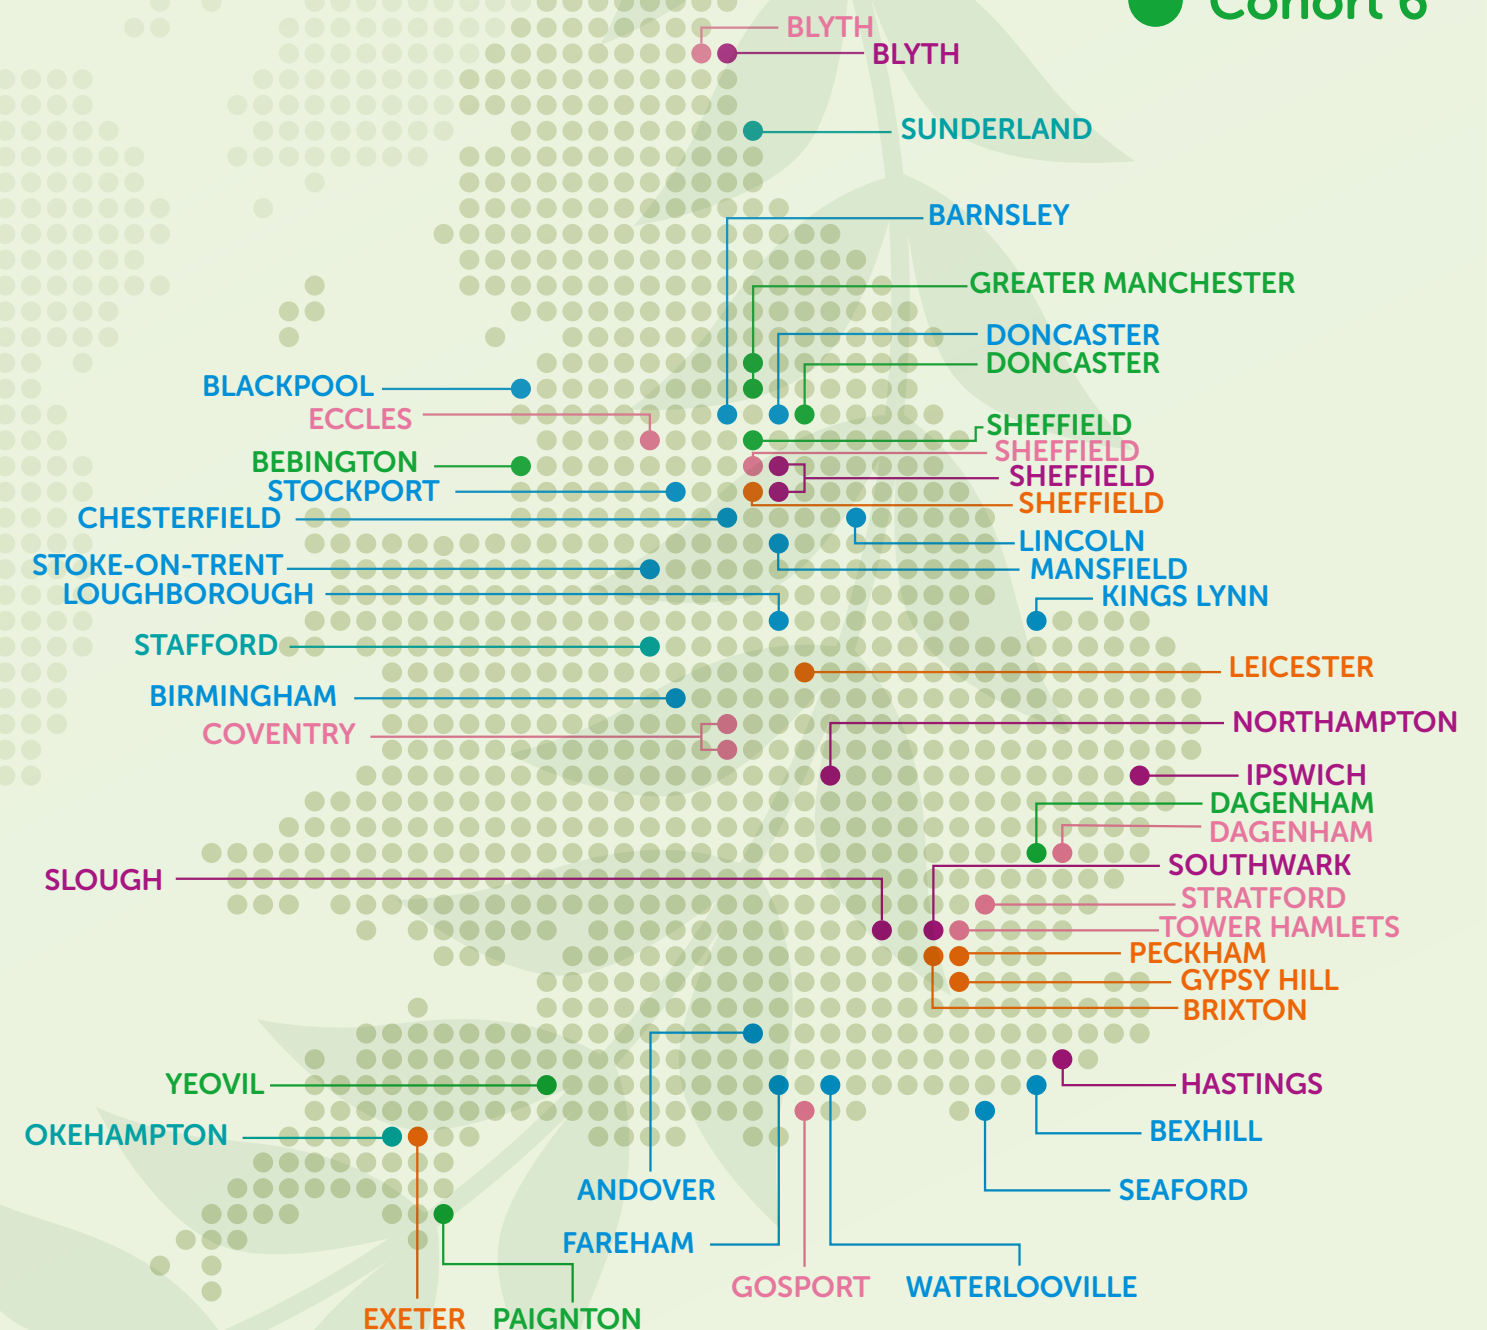 Cohort 6
BLYTH
BLYTH
SUNDERLAND
BARNSLEY
GREATER MANCHESTER
DONCASTER
DONCASTER
BLACKPOOL
ECCLES
SHEFFIELD
SHEFFIELD
BEBINGTON
SHEFFIELD
STOCKPORT
SHEFFIELD
CHESTERFIELD
LINCOLN
STOKE-ON-TRENT
MANSFIELD
LOUGHBOROUGH
KINGS LYNN
STAFFORD
LEICESTER
BIRMINGHAM
NORTHAMPTON
COVENTRY
IPSWICH
DAGENHAM
DAGENHAM
SOUTHWARK
SLOUGH
STRATFORD
TOWER HAMLETS
PECKHAM
GYPSY HILL
BRIXTON
YEOVIL
HASTINGS
OKEHAMPTON
BEXHILL
ANDOVER
SEAFORD
FAREHAM
GOSPORT
WATERLOOVILLE
EXETER
PAIGNTON